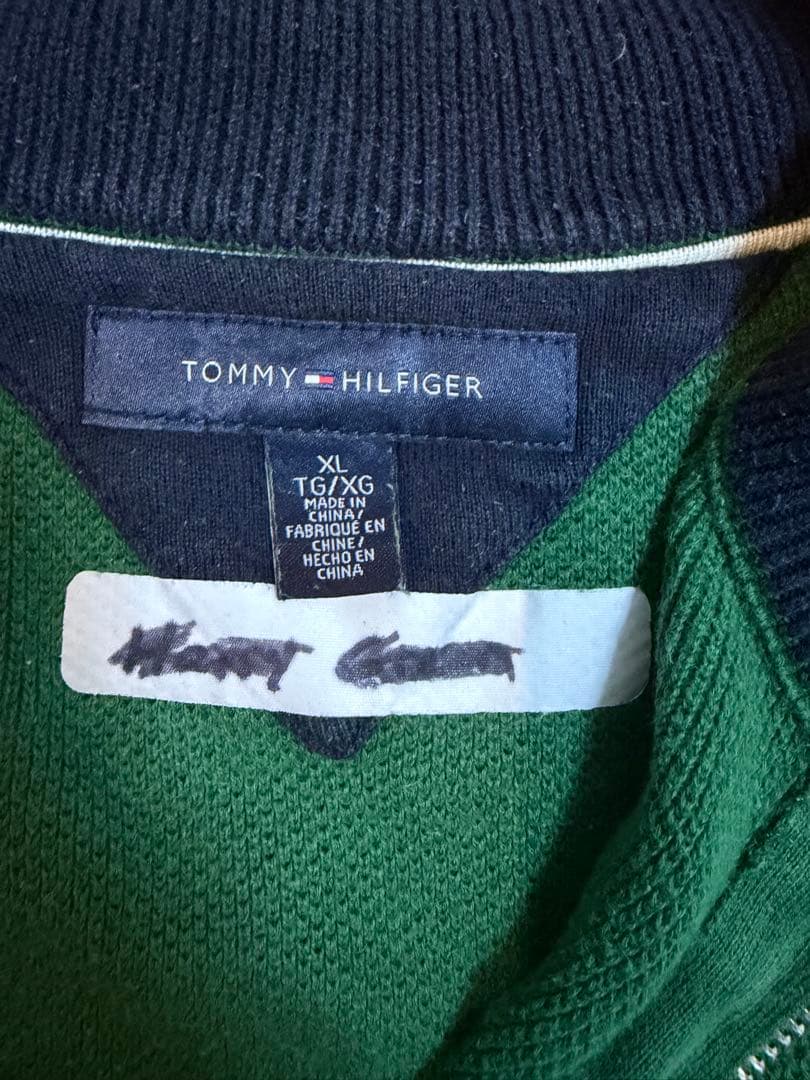 TOMMY HILFIGER
XL
TG/XG
MADE IN
CHINA/
FABRIQUÉ EN
CHINE/
HECHO EN
CHINA